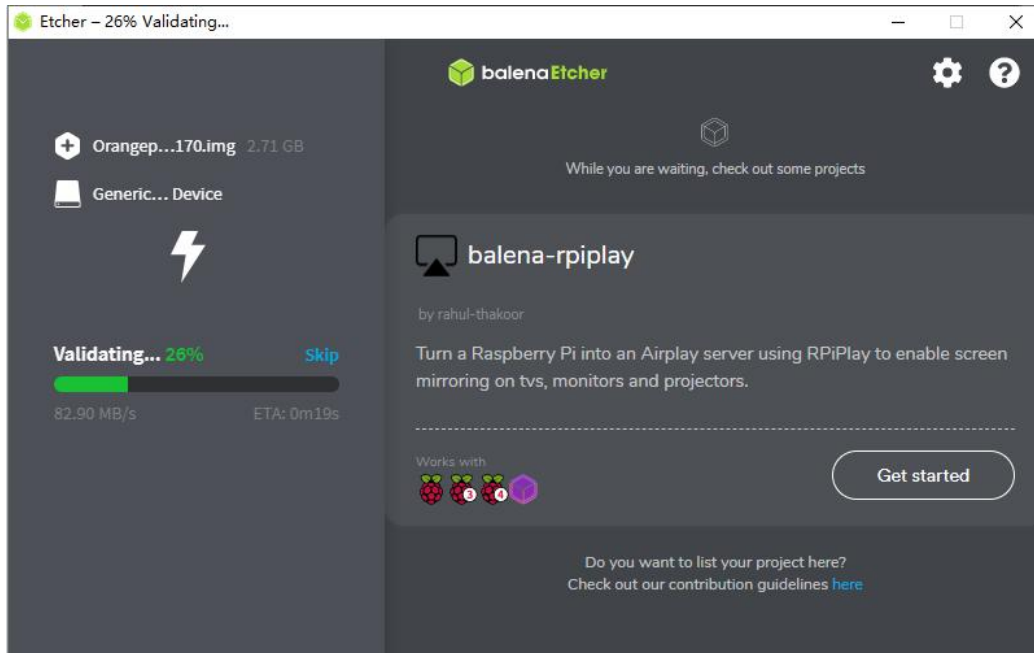 Etcher – 26% Validating...
balenaEtcher
Orangep...170.img 2.71 GB
Generic... Device
Validating... 26% Skip
82.90 MB/s ETA: 0m19s
While you are waiting, check out some projects
balena-rpiplay
by rahul-thakoor
Turn a Raspberry Pi into an Airplay server using RPiPlay to enable screen
mirroring on tvs, monitors and projectors.
Works with
3 4
Get started
Do you want to list your project here?
Check out our contribution guidelines here